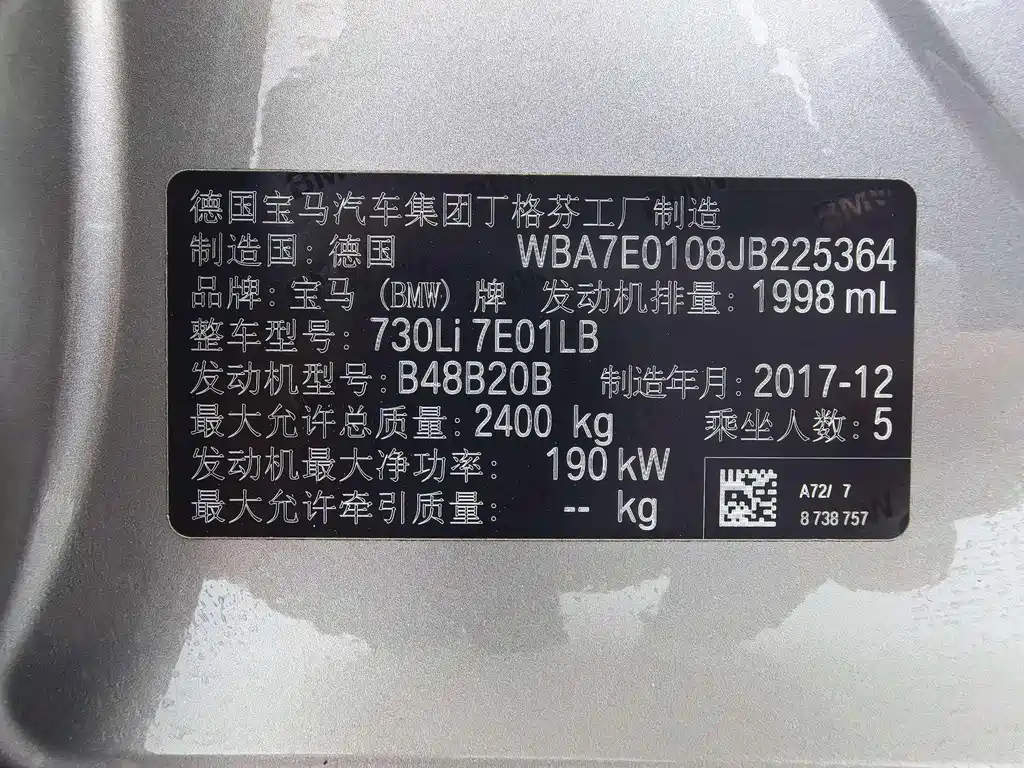 德国宝马汽车集团丁格芬工厂制造
制造国: 德国 WBA7E0108JB225364
品牌: 宝马 (BMW) 牌 发动机排量: 1998 mL
整车型号: 730Li 7E01LB
发动机型号: B48B20B 制造年月: 2017-12
最大允许总质量: 2400 kg 乘坐人数: 5
发动机最大净功率: 190 kW
最大允许牵引质量: -- kg
A72/ 7
8 738 757